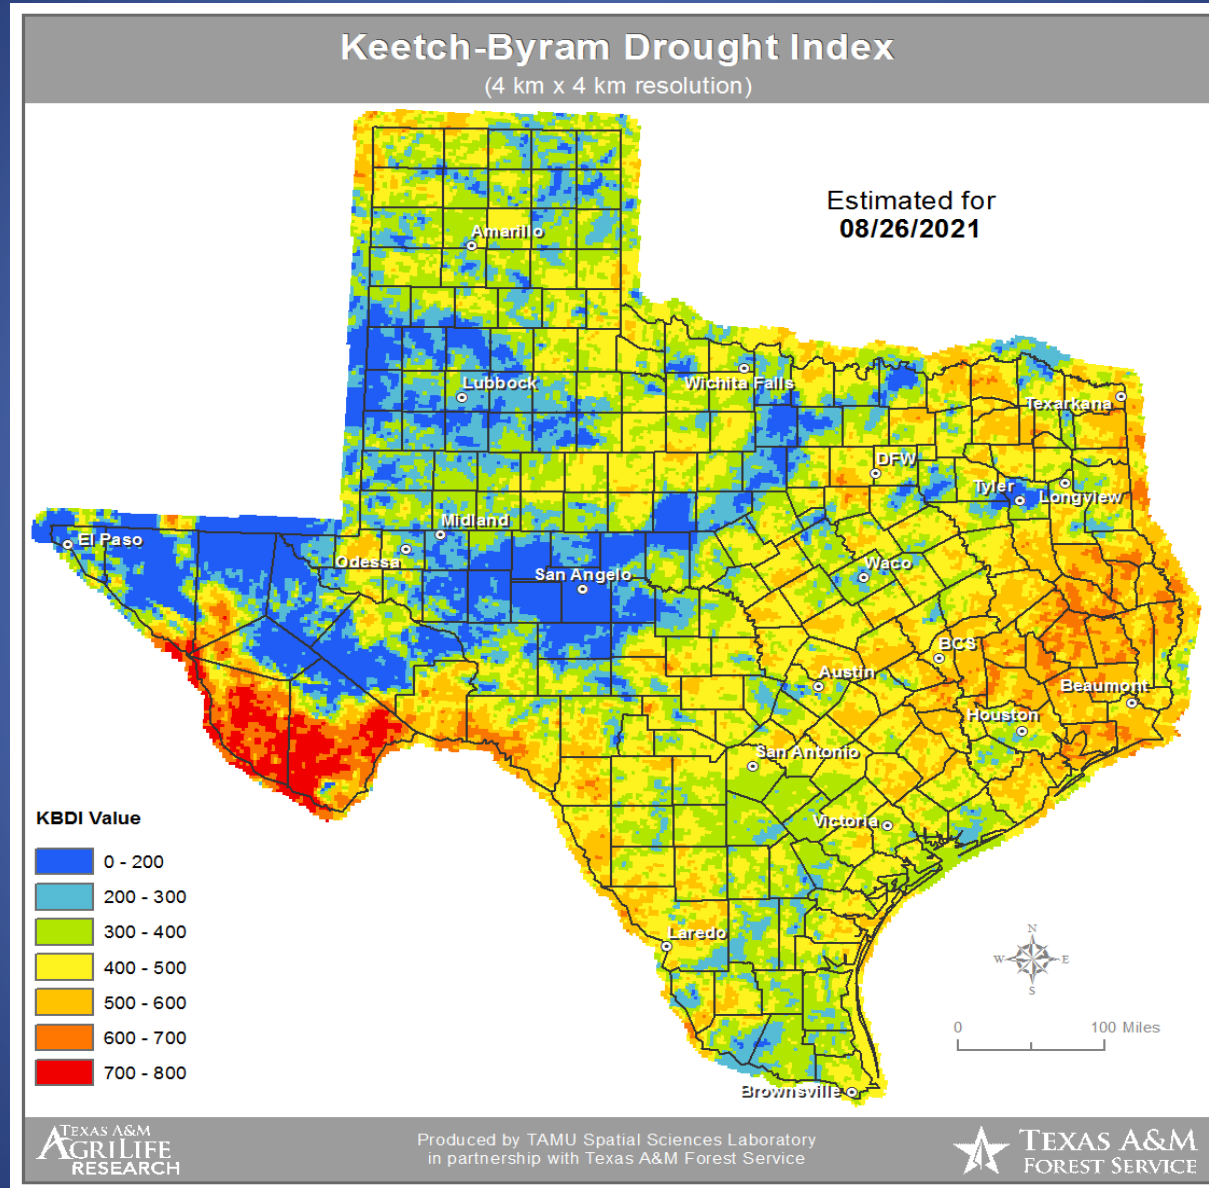 Keetch-Byram Drought Index
(4 km x 4 km resolution)
Estimated for
08/26/2021
Amarillo
Lubbock
Wichita Falls
Texarkana
DFW
Tyler
Longview
Midland
El Paso
Odessa
San Angelo
Waco
BCS
Austin
Beaumont
Houston
San Antonio
Victoria
Laredo
Brownsville
KBDI Value
0 - 200
200 - 300
300 - 400
400 - 500
500 - 600
600 - 700
700 - 800
N
W E
S
0 100 Miles
TEXAS A&M
AGRILIFE
RESEARCH
Produced by TAMU Spatial Sciences Laboratory
in partnership with Texas A&M Forest Service
TEXAS A&M
FOREST SERVICE